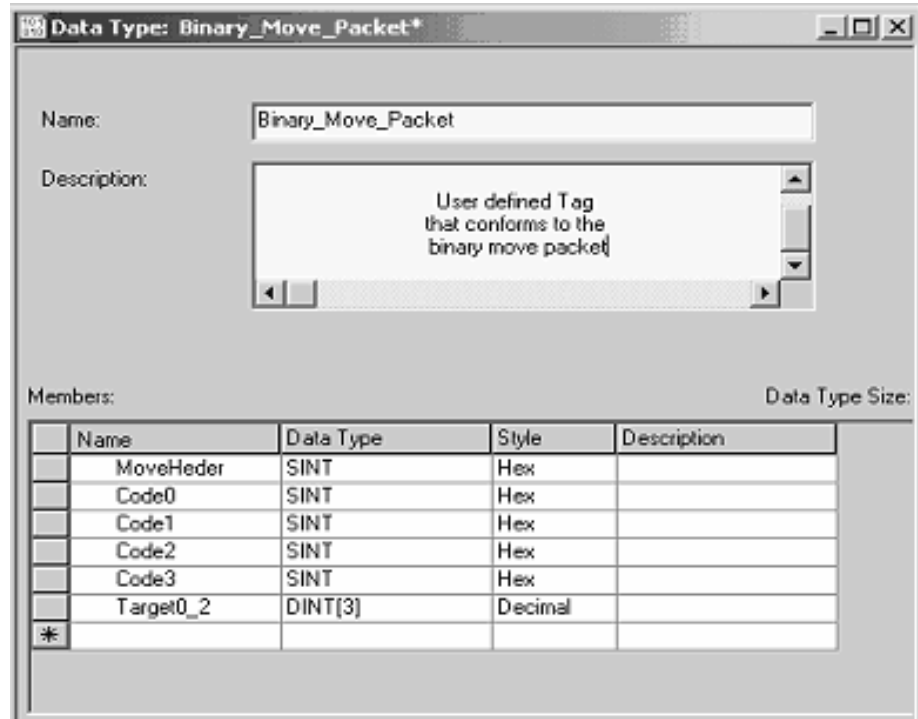 Data Type: Binary_Move_Packet*
Name: Binary_Move_Packet
Description:
User defined Tag
that conforms to the
binary move packet
Members: Data Type Size:
Name Data Type Style Description
MoveHeder SINT Hex
Code0 SINT Hex
Code1 SINT Hex
Code2 SINT Hex
Code3 SINT Hex
Target0_2 DINT[3] Decimal
*